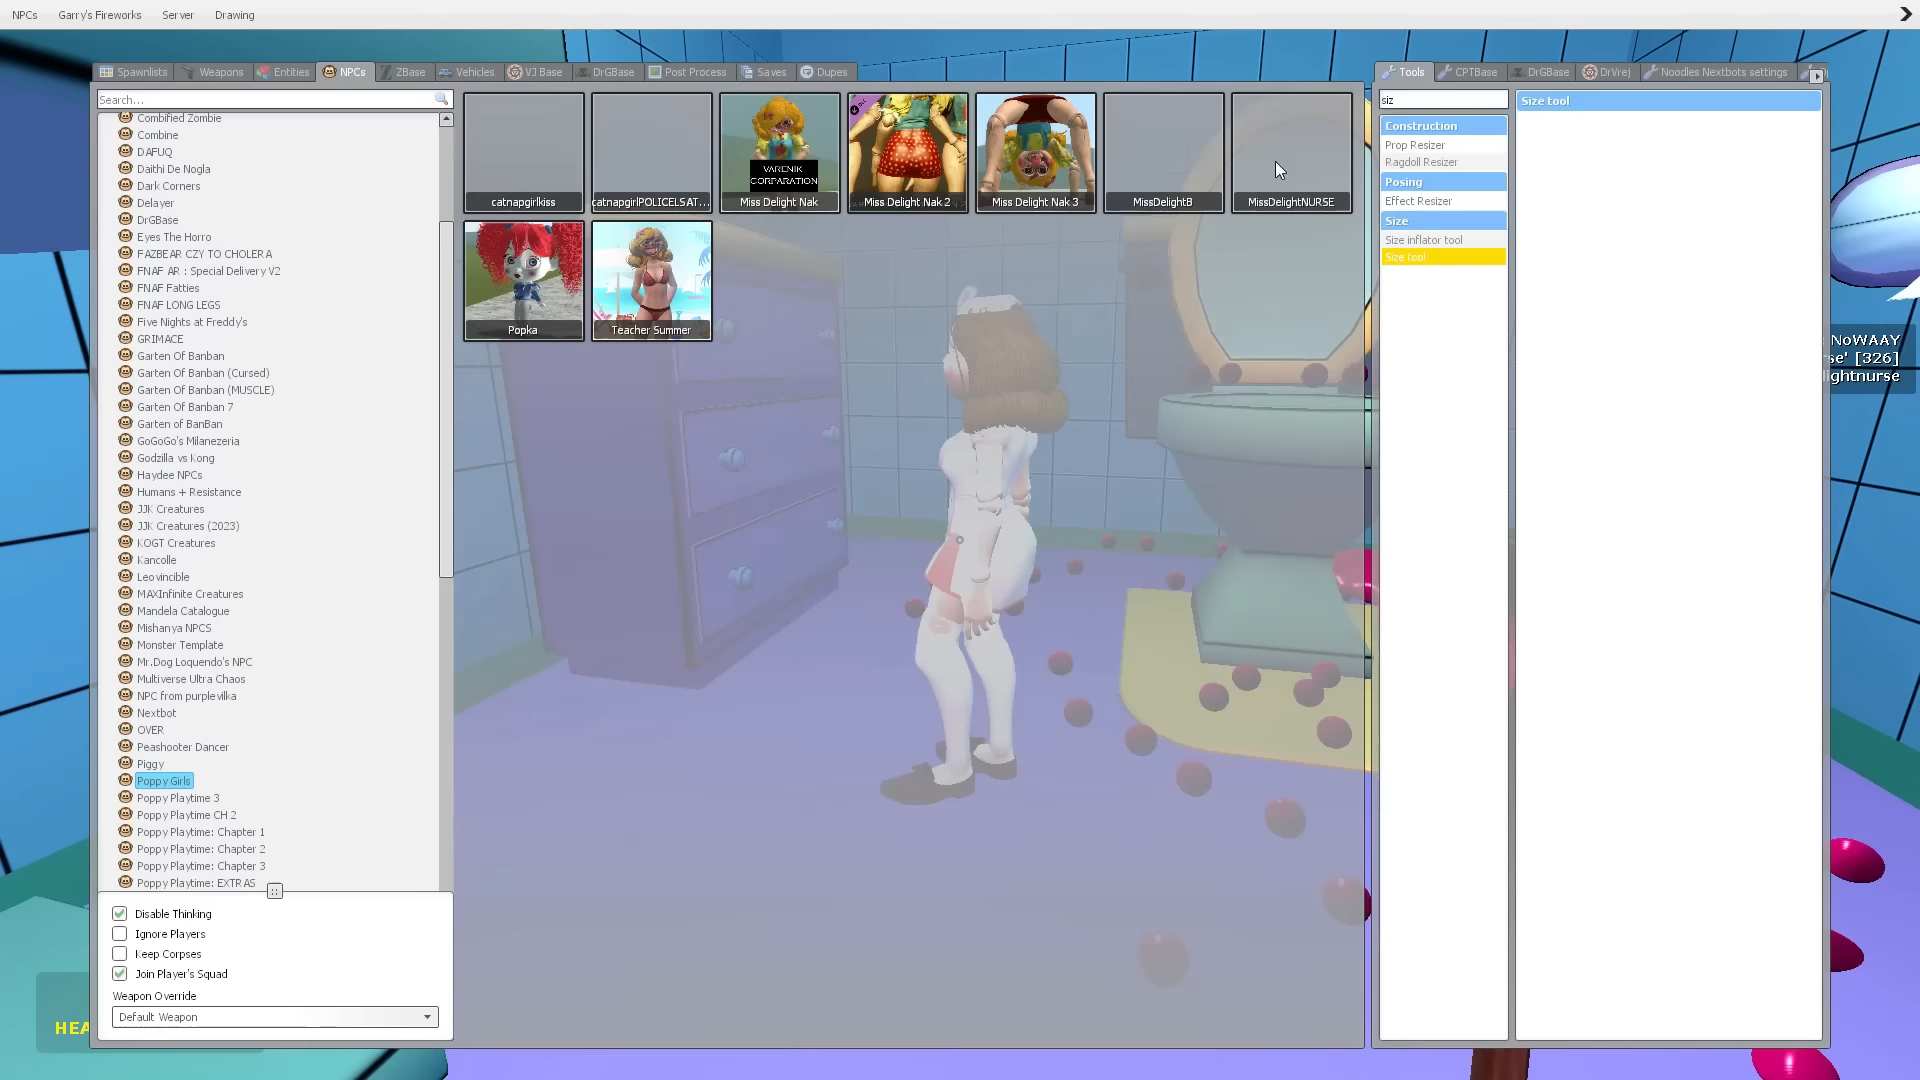 NPCs Garry's Fireworks Server Drawing
Spawnlists Weapons Entities NPCs ZBase Vehicles VJ Base DrGBase Post Process Saves Dupes
Tools CPTBase DrGBase DrVrej Noodles Nextbots settings
Search...
Combified Zombie
Combine
DAFUQ
Daithi De Nogla
Dark Corners
Delayer
DrGBase
Eyes The Horro
FAZBEAR CZY TO CHOLERA
FNAF AR : Special Delivery V2
FNAF Fatties
FNAF LONG LEGS
Five Nights at Freddy's
GRIMACE
Garten Of Banban
Garten Of Banban (Cursed)
Garten Of Banban (MUSCLE)
Garten Of Banban 7
Garten of BanBan
GoGoGo's Milanezeria
Godzilla vs Kong
Haydee NPCs
Humans + Resistance
JJK Creatures
JJK Creatures (2023)
KOGT Creatures
Kancolle
Leovincible
MAXInfinite Creatures
Mandela Catalogue
Mishanya NPCS
Monster Template
Mr.Dog Loquendo's NPC
Multiverse Ultra Chaos
NPC from purplevilka
Nextbot
OVER
Peashooter Dancer
Piggy
Poppy Girls
Poppy Playtime 3
Poppy Playtime CH 2
Poppy Playtime: Chapter 1
Poppy Playtime: Chapter 2
Poppy Playtime: Chapter 3
Poppy Playtime: EXTRAS
Disable Thinking
Ignore Players
Keep Corpses
Join Player's Squad
Weapon Override
Default Weapon
HEA
VARENIK
CORPARATION
catnapgirlkiss catnapgirlPOLICELSAT... Miss Delight Nak Miss Delight Nak 2 Miss Delight Nak 3 MissDelightB MissDelightNURSE
Popka Teacher Summer
siz
Construction
Prop Resizer
Ragdoll Resizer
Posing
Effect Resizer
Size
Size inflator tool
Size tool
Size tool
NoWAAY
se' [326]
lightnurse